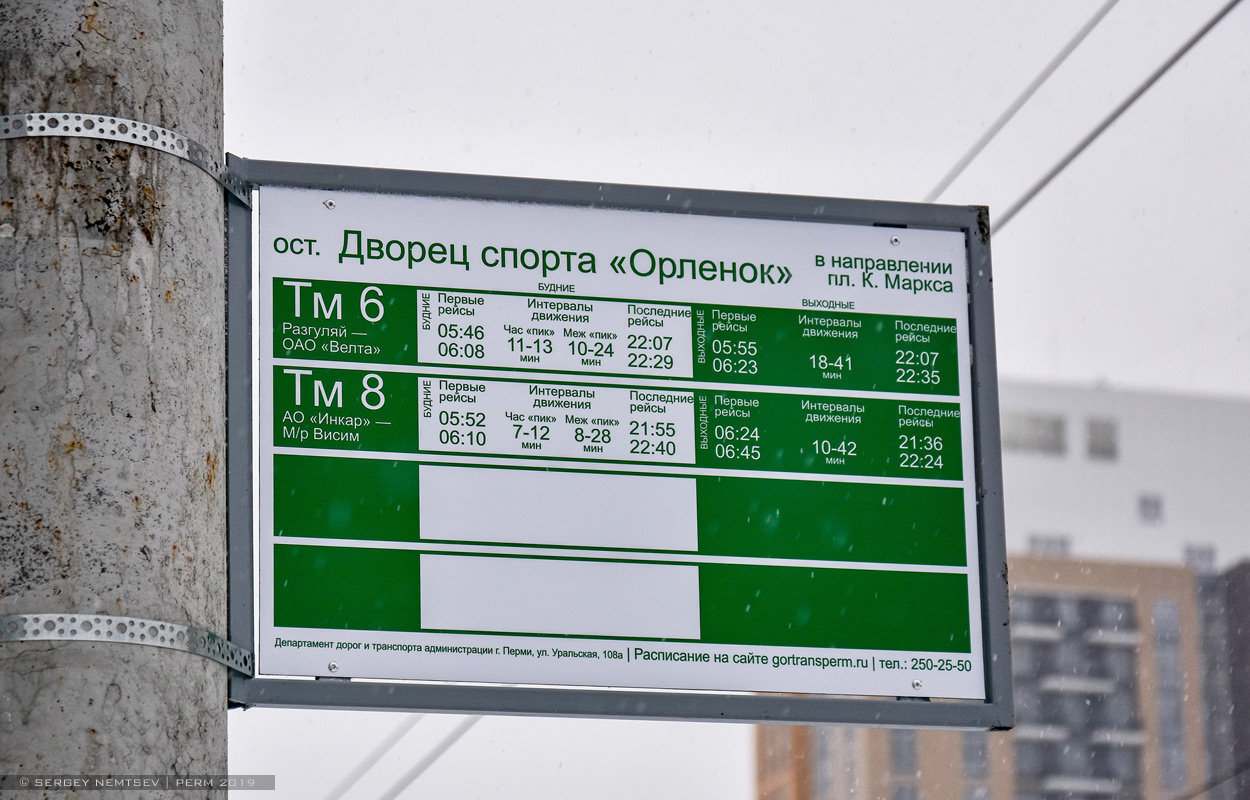 ост. Дворец спорта «Орленок»
в направлении
пл. К. Маркса
БУДНИЕ
ВЫХОДНЫЕ
Тм 6
Разгуляй —
ОАО «Велта»
БУДНИЕ
Первые
рейсы
05:46
06:08
Интервалы
движения
Час «пик» Меж «пик»
11-13 10-24
мин мин
Последние
рейсы
22:07
22:29
ВЫХОДНЫЕ
Первые
рейсы
05:55
06:23
Интервалы
движения
18-41
мин
Последние
рейсы
22:07
22:35
Тм 8
АО «Инкар» —
М/р Висим
БУДНИЕ
Первые
рейсы
05:52
06:10
Интервалы
движения
Час «пик» Меж «пик»
7-12 8-28
мин мин
Последние
рейсы
21:55
22:40
ВЫХОДНЫЕ
Первые
рейсы
06:24
06:45
Интервалы
движения
10-42
мин
Последние
рейсы
21:36
22:24
Департамент дорог и транспорта администрации г. Перми, ул. Уральская, 108а | Расписание на сайте gortransperm.ru | тел.: 250-25-50
© SERGEY NEMTSEV | PERM 2019